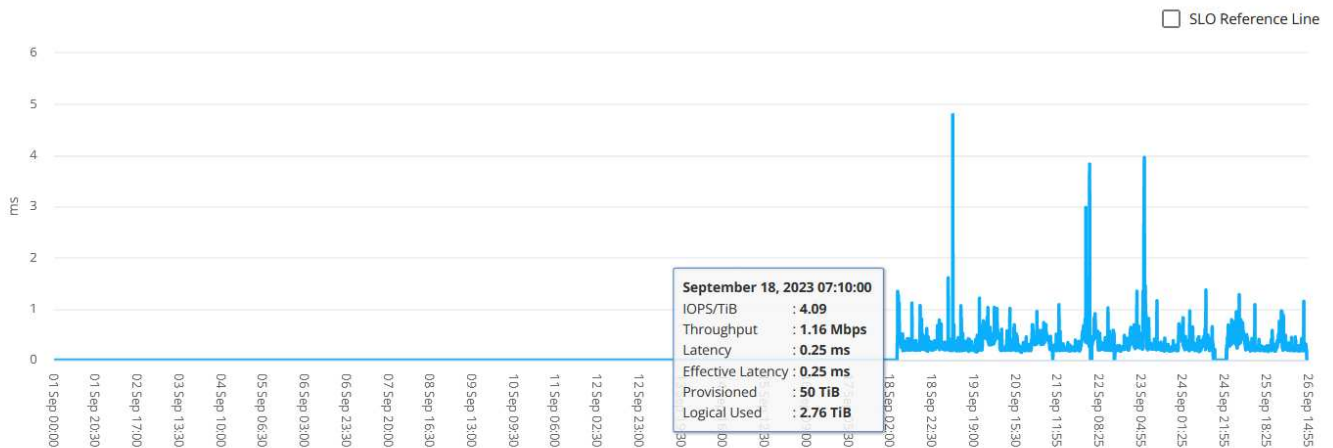 SLO Reference Line
6
5
4
3
2
1
0
ms
September 18, 2023 07:10:00
IOPS/TiB : 4.09
Throughput : 1.16 Mbps
Latency : 0.25 ms
Effective Latency : 0.25 ms
Provisioned : 50 TiB
Logical Used : 2.76 TiB
01 Sep 00:00
01 Sep 20:30
02 Sep 17:00
03 Sep 13:30
04 Sep 10:00
05 Sep 06:30
06 Sep 03:00
06 Sep 23:30
07 Sep 20:00
08 Sep 16:30
09 Sep 13:00
10 Sep 09:30
11 Sep 06:00
12 Sep 02:30
12 Sep 23:00
18 Sep 02:00
18 Sep 22:30
19 Sep 19:00
20 Sep 15:30
21 Sep 11:55
22 Sep 08:25
23 Sep 04:55
24 Sep 01:25
24 Sep 21:55
25 Sep 18:25
26 Sep 14:55